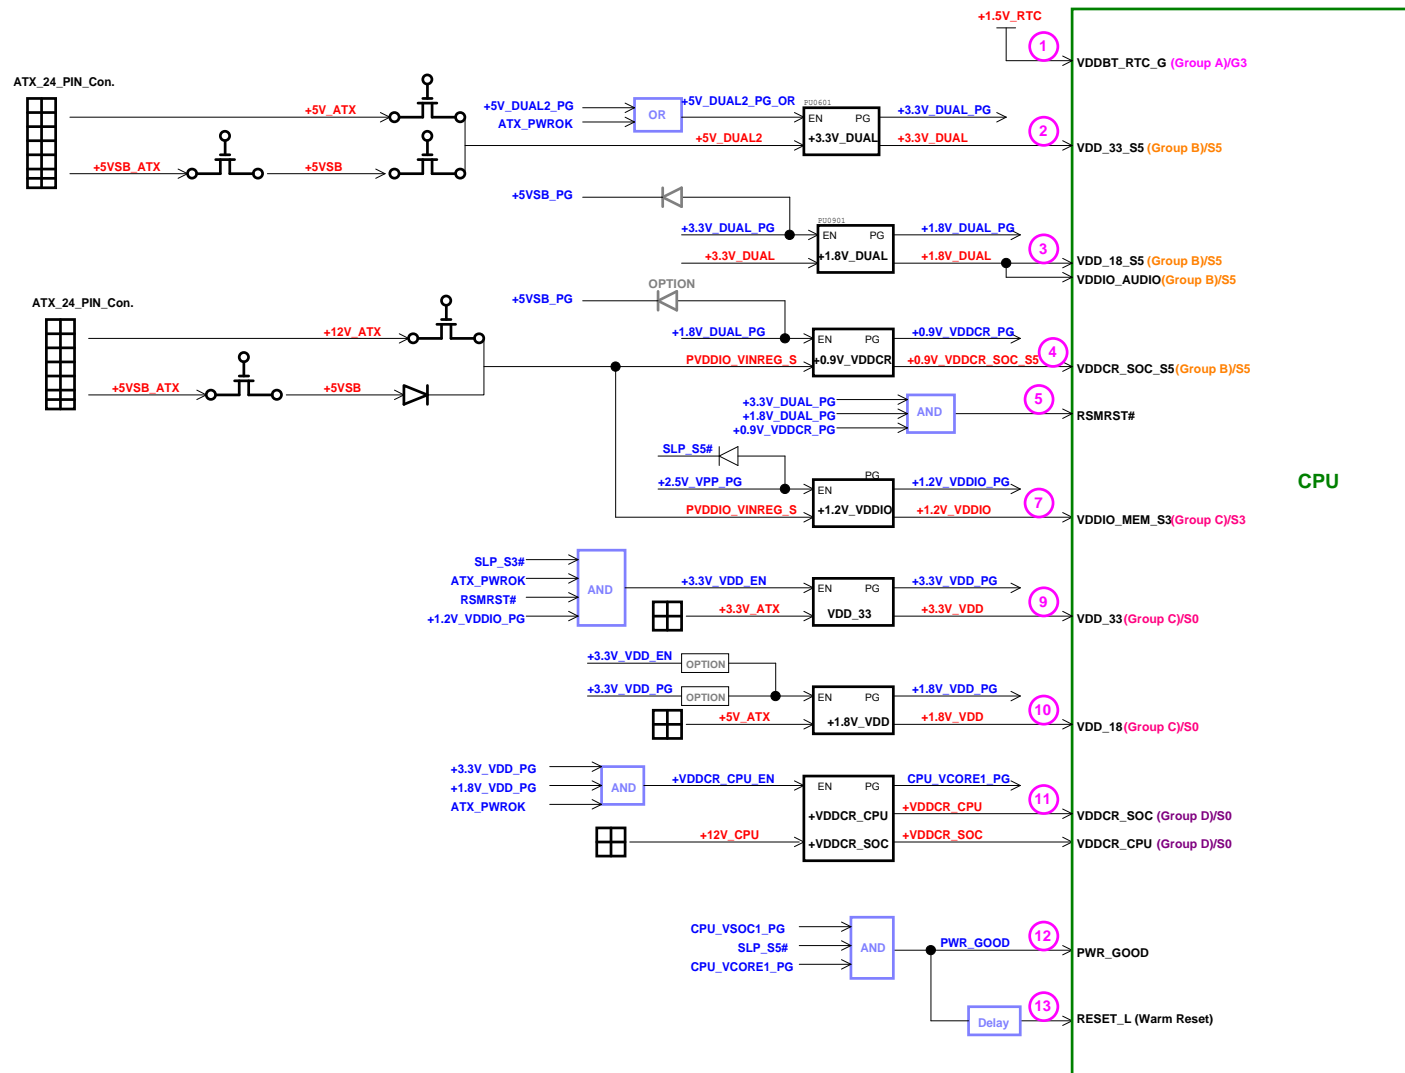 +1.5V_RTC
1
VDDBT_RTC_G (Group A)/G3
ATX_24_PIN_Con.
+5V_ATX
+5V_DUAL2_PG
ATX_PWROK
OR
+5V_DUAL2_PG_OR
PU0601
EN PG
+3.3V_DUAL
+3.3V_DUAL_PG
+5V_DUAL2
+3.3V_DUAL
2
VDD_33_S5 (Group B)/S5
+5VSB_ATX
+5VSB
+5VSB_PG
PU0901
+3.3V_DUAL_PG
EN PG
+1.8V_DUAL_PG
+3.3V_DUAL
+1.8V_DUAL
+1.8V_DUAL
3
VDD_18_S5 (Group B)/S5
VDDIO_AUDIO(Group B)/S5
OPTION
+5VSB_PG
ATX_24_PIN_Con.
+12V_ATX
+1.8V_DUAL_PG
EN PG
+0.9V_VDDCR_PG
PVDDIO_VINREG_S
+0.9V_VDDCR
+0.9V_VDDCR_SOC_S5
4
VDDCR_SOC_S5(Group B)/S5
+5VSB_ATX
+5VSB
+3.3V_DUAL_PG
+1.8V_DUAL_PG
+0.9V_VDDCR_PG
AND
5
RSMRST#
SLP_S5#
+2.5V_VPP_PG
EN
PG
+1.2V_VDDIO_PG
PVDDIO_VINREG_S
+1.2V_VDDIO
+1.2V_VDDIO
7
VDDIO_MEM_S3(Group C)/S3
CPU
SLP_S3#
ATX_PWROK
RSMRST#
+1.2V_VDDIO_PG
AND
+3.3V_VDD_EN
EN PG
+3.3V_VDD_PG
+3.3V_ATX
VDD_33
+3.3V_VDD
9
VDD_33(Group C)/S0
+3.3V_VDD_EN
OPTION
+3.3V_VDD_PG
OPTION
EN PG
+1.8V_VDD_PG
+5V_ATX
+1.8V_VDD
+1.8V_VDD
10
VDD_18(Group C)/S0
+3.3V_VDD_PG
+1.8V_VDD_PG
ATX_PWROK
AND
+VDDCR_CPU_EN
EN PG
CPU_VCORE1_PG
+VDDCR_CPU
+VDDCR_CPU
11
VDDCR_SOC (Group D)/S0
+12V_CPU
+VDDCR_SOC
+VDDCR_SOC
VDDCR_CPU (Group D)/S0
CPU_VSOC1_PG
SLP_S5#
CPU_VCORE1_PG
AND
PWR_GOOD
12
PWR_GOOD
Delay
13
RESET_L (Warm Reset)